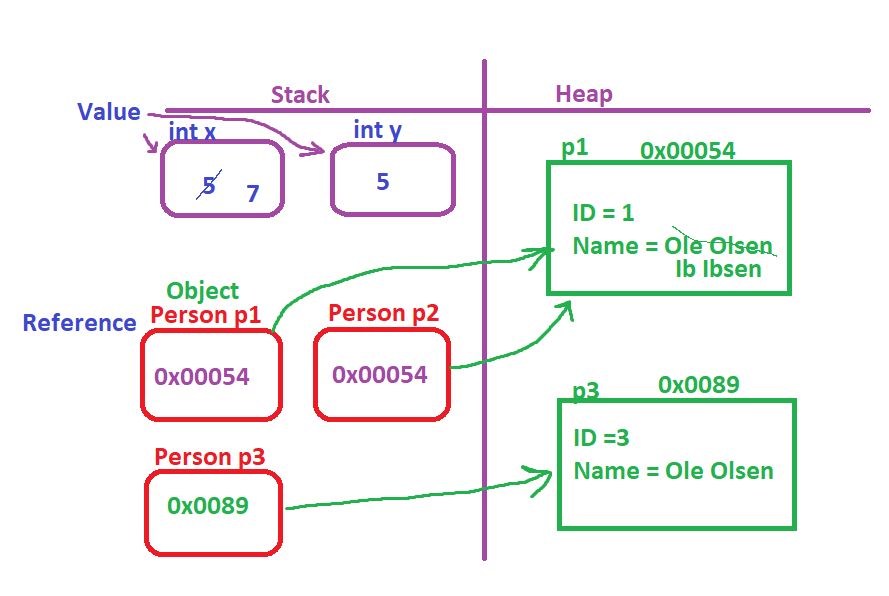 Stack
Heap
Value
int x
int y
5 7
5
p1
0x00054
ID = 1
Name = Ole Olsen
Ib Ibsen
Object
Reference
Person p1
Person p2
0x00054
0x00054
p3
0x0089
ID =3
Name = Ole Olsen
Person p3
0x0089